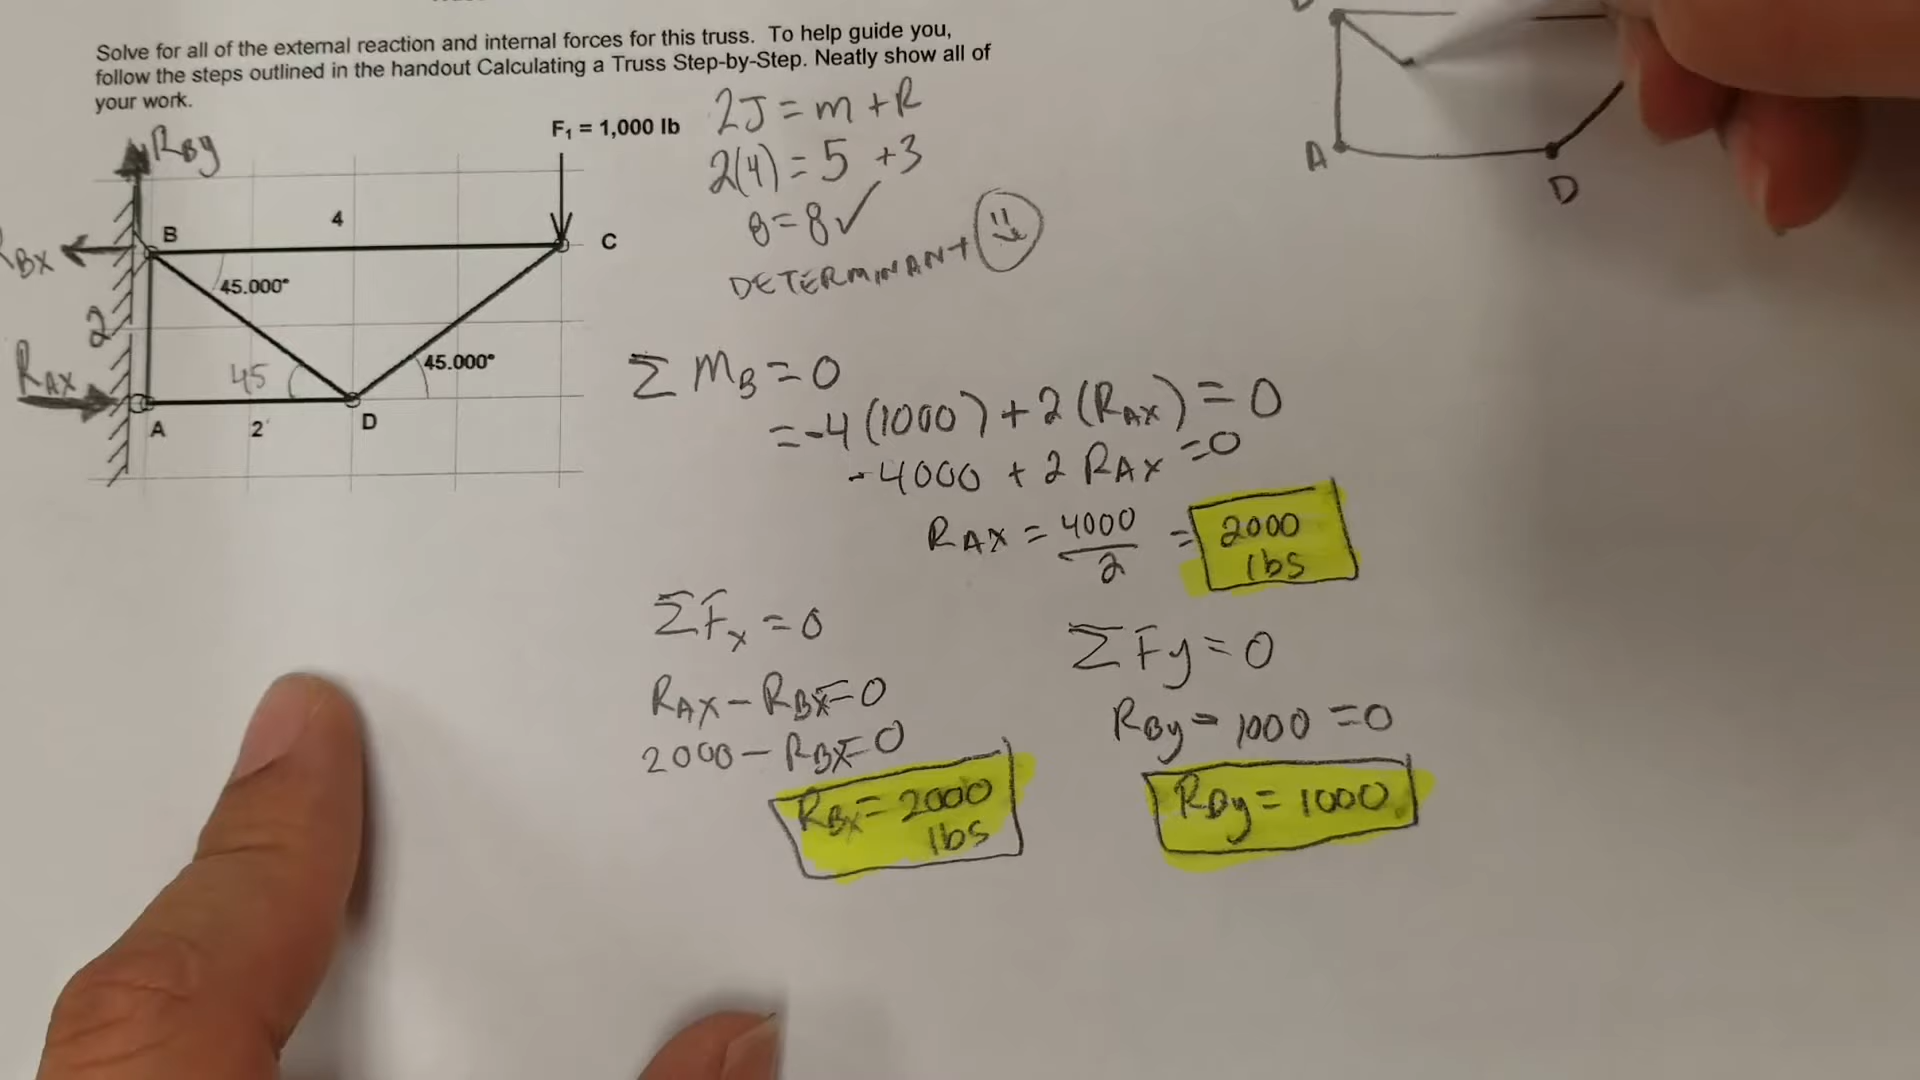 Solve for all of the external reaction and internal forces for this truss. To help guide you,
follow the steps outlined in the handout Calculating a Truss Step-by-Step. Neatly show all of
your work.
F₁ = 1,000 lb
RBy
B
4
C
RBX
45.000°
2
RAX
45
45.000°
A
2'
D
2J = m + R
2(4) = 5 + 3
8 = 8 ✓
DETERMINANT
Σ MB = 0
= -4 (1000) + 2 (RAX) = 0
-4000 + 2 RAX = 0
RAX = 4000/2 = 2000 lbs
ΣFx = 0
RAX - RBX = 0
2000 - RBX = 0
RBX = 2000
lbs
ΣFy = 0
RBy - 1000 = 0
RBy = 1000
A
D